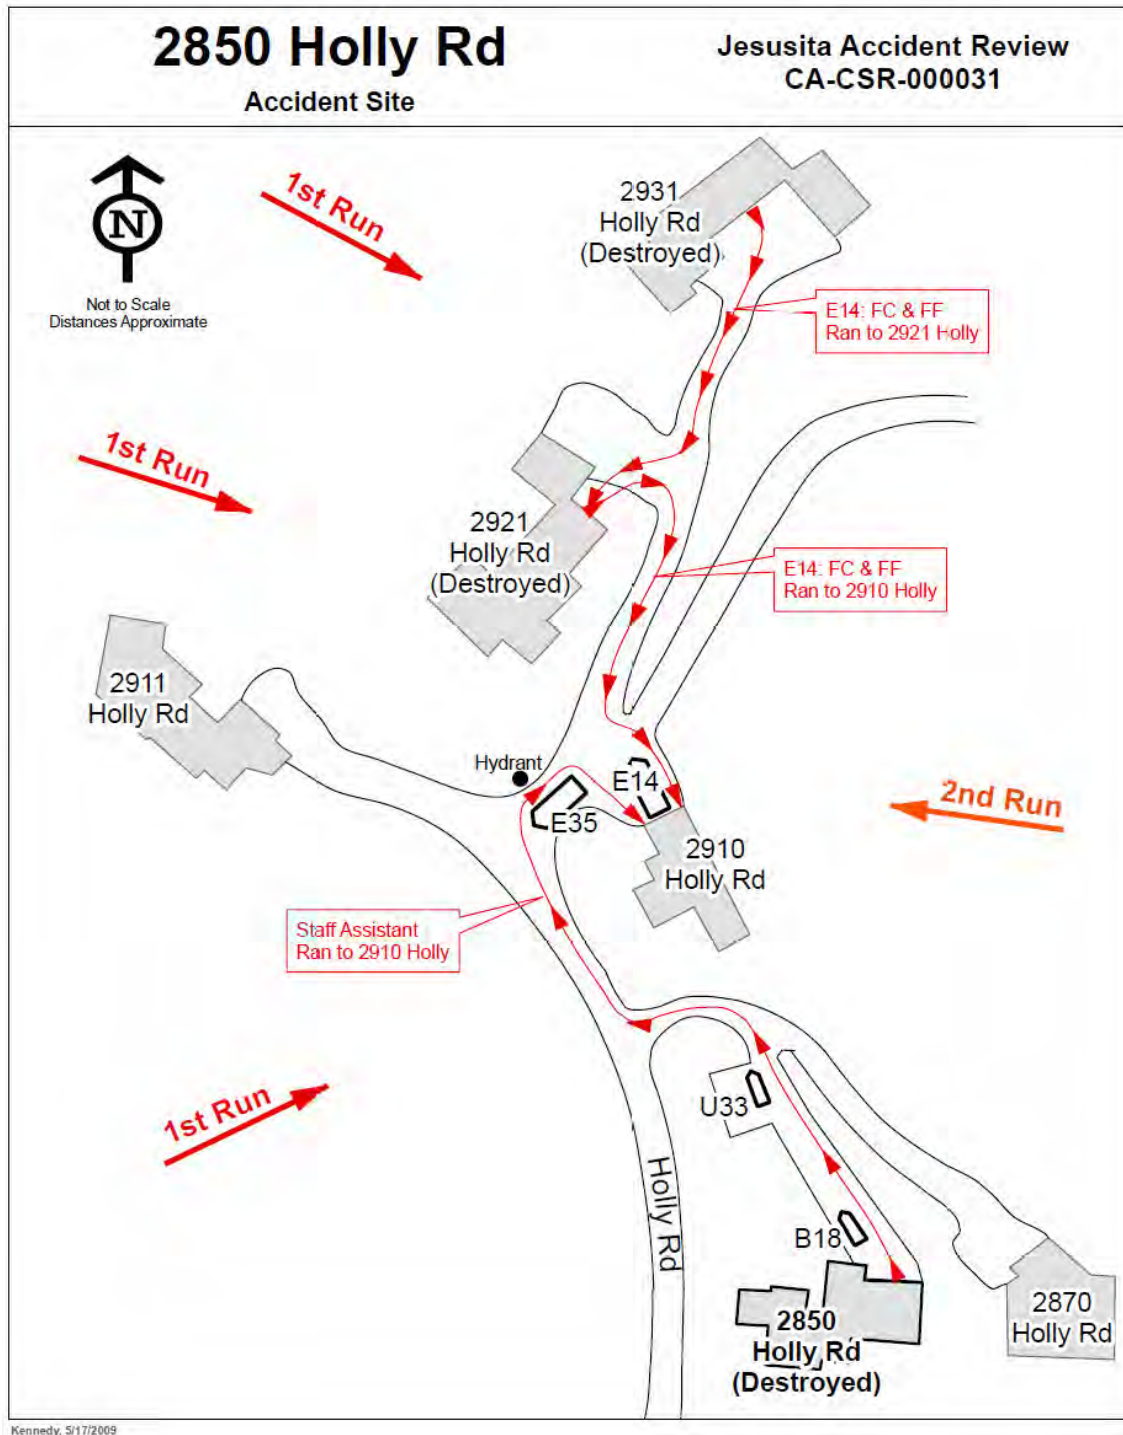 2850 Holly Rd
Accident Site
Jesusita Accident Review
CA-CSR-000031
N
Not to Scale
Distances Approximate
1st Run
2931
Holly Rd
(Destroyed)
E14: FC & FF
Ran to 2921 Holly
1st Run
2921
Holly Rd
(Destroyed)
E14: FC & FF
Ran to 2910 Holly
2911
Holly Rd
Hydrant
E14
E35
2nd Run
2910
Holly Rd
Staff Assistant
Ran to 2910 Holly
1st Run
U33
Holly Rd
B18
2850
Holly Rd
(Destroyed)
2870
Holly Rd
Kennedy, 5/17/2009